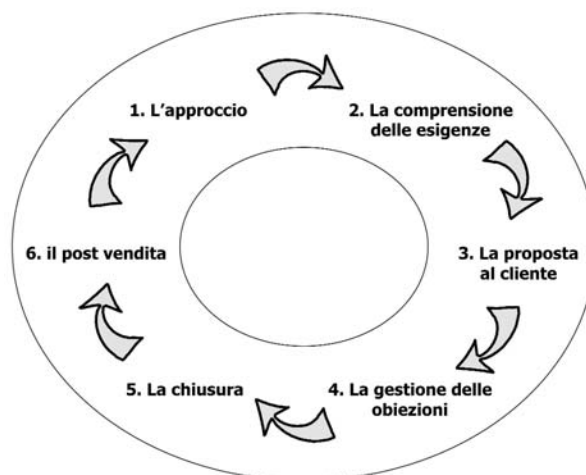 1. L'approccio
2. La comprensione
delle esigenze
3. La proposta
al cliente
4. La gestione delle
obiezioni
5. La chiusura
6. il post vendita